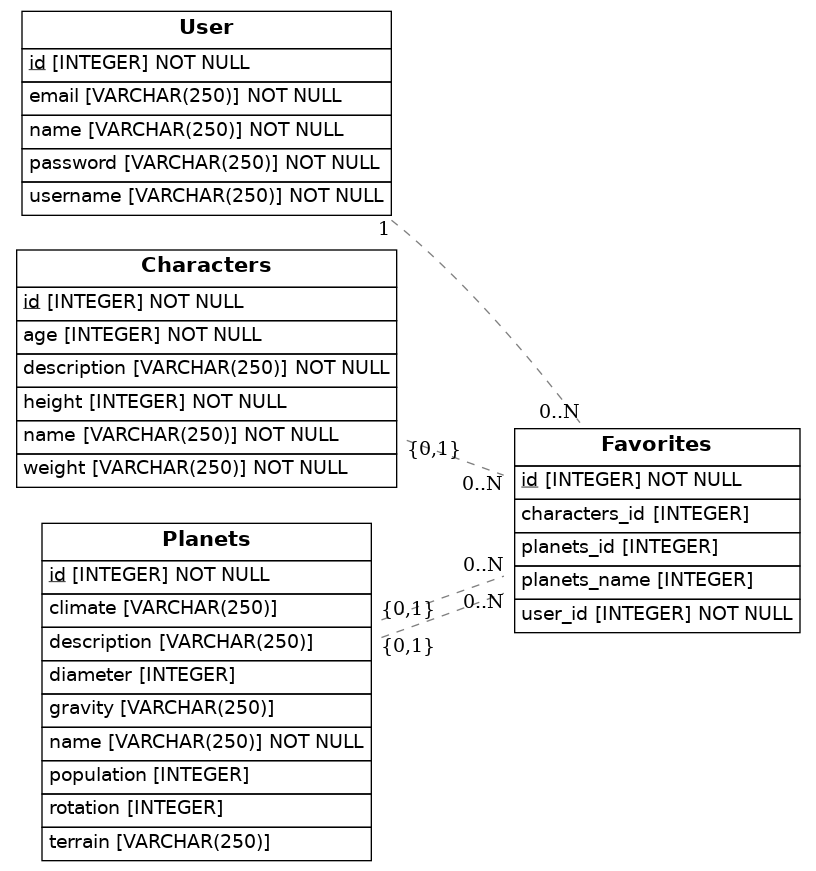 User
id [INTEGER] NOT NULL
email [VARCHAR(250)] NOT NULL
name [VARCHAR(250)] NOT NULL
password [VARCHAR(250)] NOT NULL
username [VARCHAR(250)] NOT NULL
1
Characters
id [INTEGER] NOT NULL
age [INTEGER] NOT NULL
description [VARCHAR(250)] NOT NULL
height [INTEGER] NOT NULL
name [VARCHAR(250)] NOT NULL
weight [VARCHAR(250)] NOT NULL
{0,1}
0..N
0..N
Favorites
id [INTEGER] NOT NULL
characters_id [INTEGER]
planets_id [INTEGER]
planets_name [INTEGER]
user_id [INTEGER] NOT NULL
Planets
id [INTEGER] NOT NULL
climate [VARCHAR(250)]
description [VARCHAR(250)]
diameter [INTEGER]
gravity [VARCHAR(250)]
name [VARCHAR(250)] NOT NULL
population [INTEGER]
rotation [INTEGER]
terrain [VARCHAR(250)]
0..N
{0,1}
0..N
{0,1}